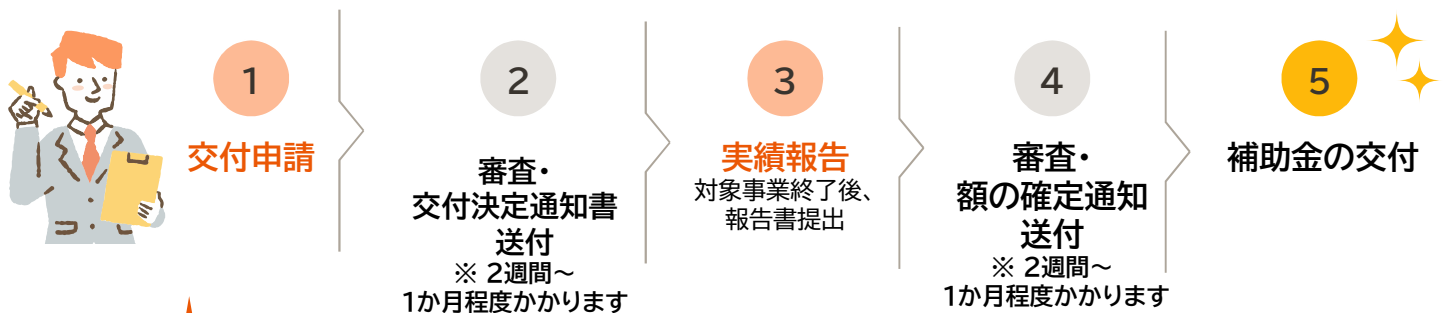 1
交付申請
2
審査・
交付決定通知書
送付
※ 2週間~
1か月程度かかります
3
実績報告
対象事業終了後、
報告書提出
4
審査・
額の確定通知
送付
※ 2週間~
1か月程度かかります
5
補助金の交付